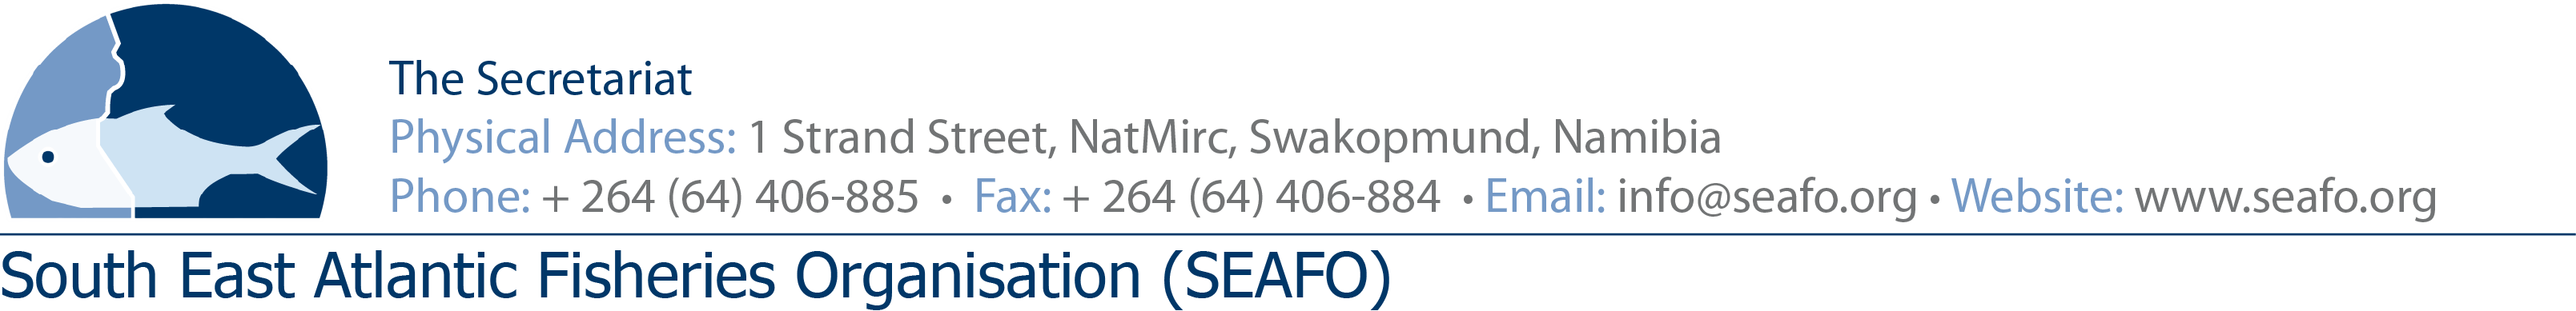 The Secretariat
Physical Address: 1 Strand Street, NatMirc, Swakopmund, Namibia
Phone: + 264 (64) 406-885 • Fax: + 264 (64) 406-884 • Email: info@seafo.org • Website: www.seafo.org
South East Atlantic Fisheries Organisation (SEAFO)